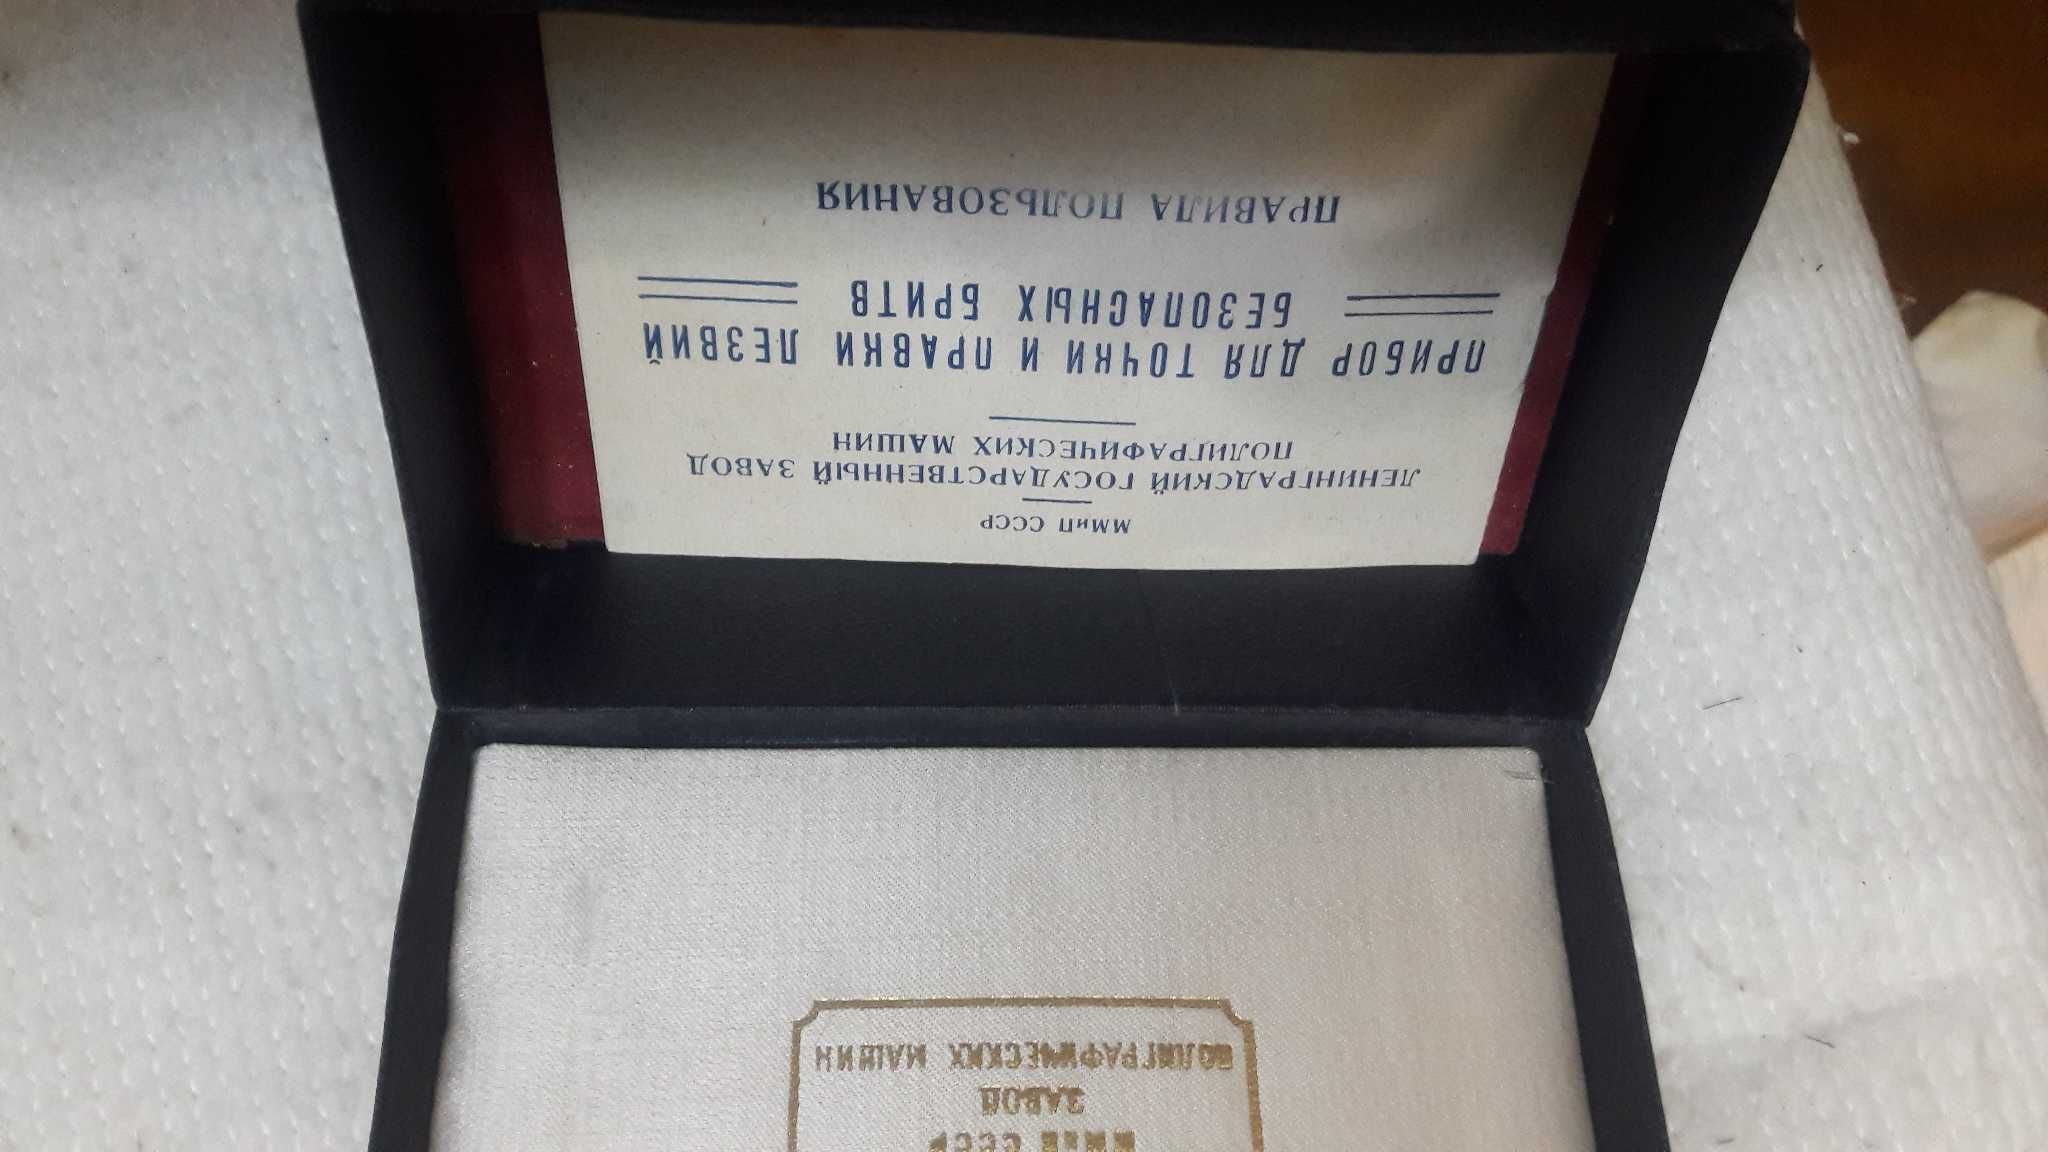 ММиП СССР
ЛЕНИНГРАДСКИЙ ГОСУДАРСТВЕННЫЙ ЗАВОД
ПОЛИГРАФИЧЕСКИХ МАШИН
ПРИБОР ДЛЯ ТОЧКИ И ПРАВКИ ЛЕЗВИЙ
БЕЗОПАСНЫХ БРИТВ
ПРАВИЛА ПОЛЬЗОВАНИЯ
СССР
ЗАВОД
ПОЛИГРАФИЧЕСКИХ МАШИН